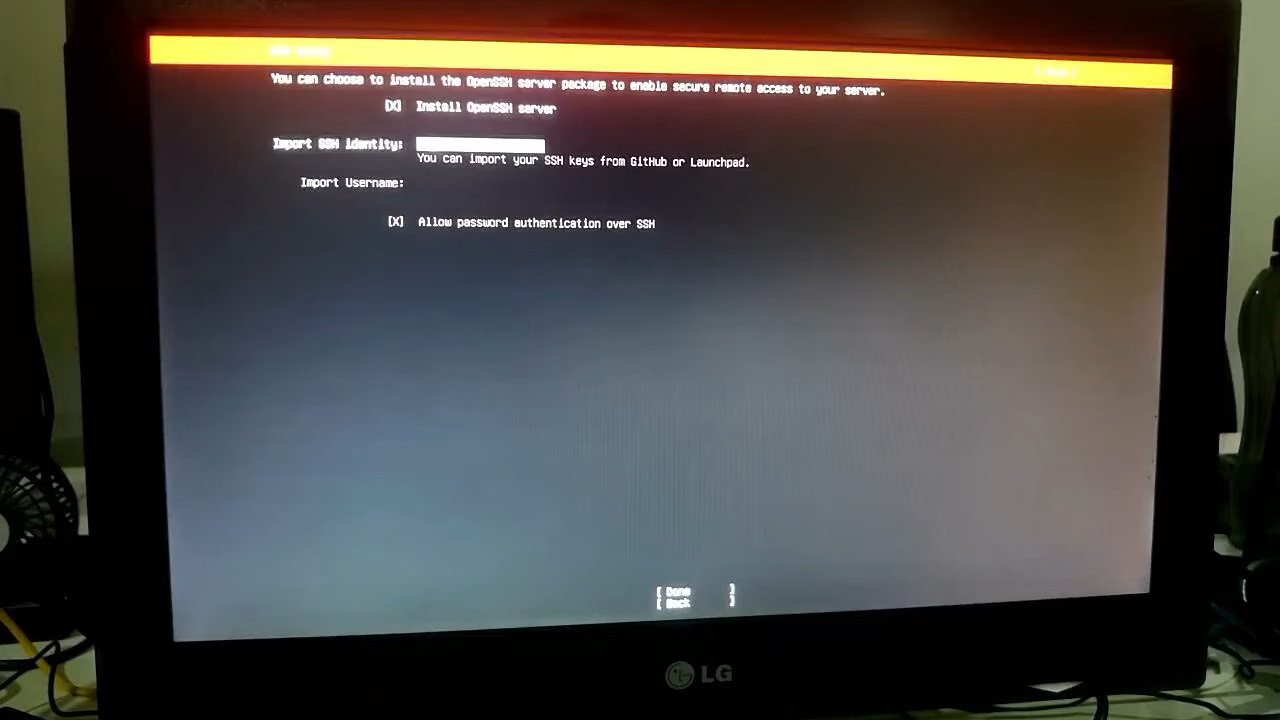 You can choose to install the OpenSSH server package to enable secure remote access to your server.
[X] Install OpenSSH server
Import SSH identity:
You can import your SSH keys from GitHub or Launchpad.
Import Username:
[X] Allow password authentication over SSH
[ Done ]
[ Back ]
LG